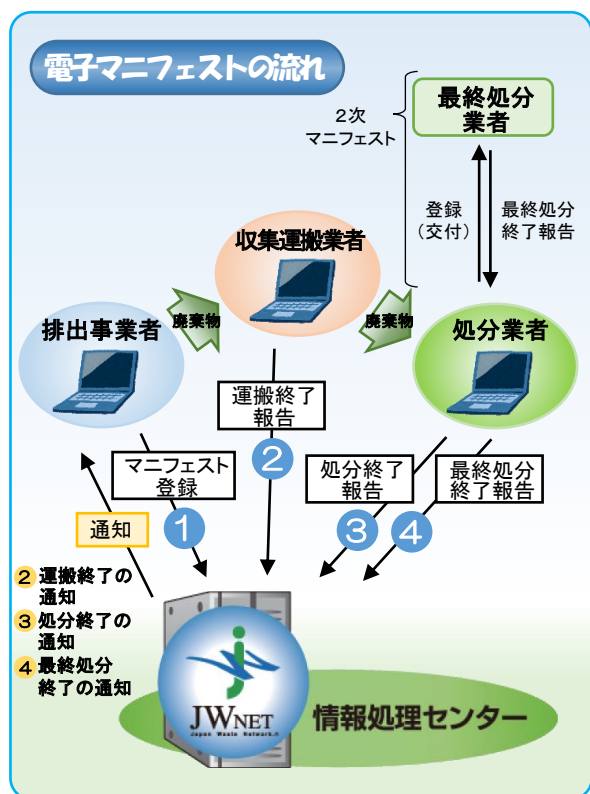 電子マニフェストの流れ
最終処分
業者
2次
マニフェスト
登録
(交付)
最終処分
終了報告
収集運搬業者
廃棄物
廃棄物
排出事業者
処分業者
運搬終了
報告
②
マニフェスト
登録
①
処分終了
報告
③
最終処分
終了報告
④
通知
② 運搬終了の
通知
③ 処分終了の
通知
④ 最終処分
終了の通知
JWNET
Japan Waste Network.
情報処理センター